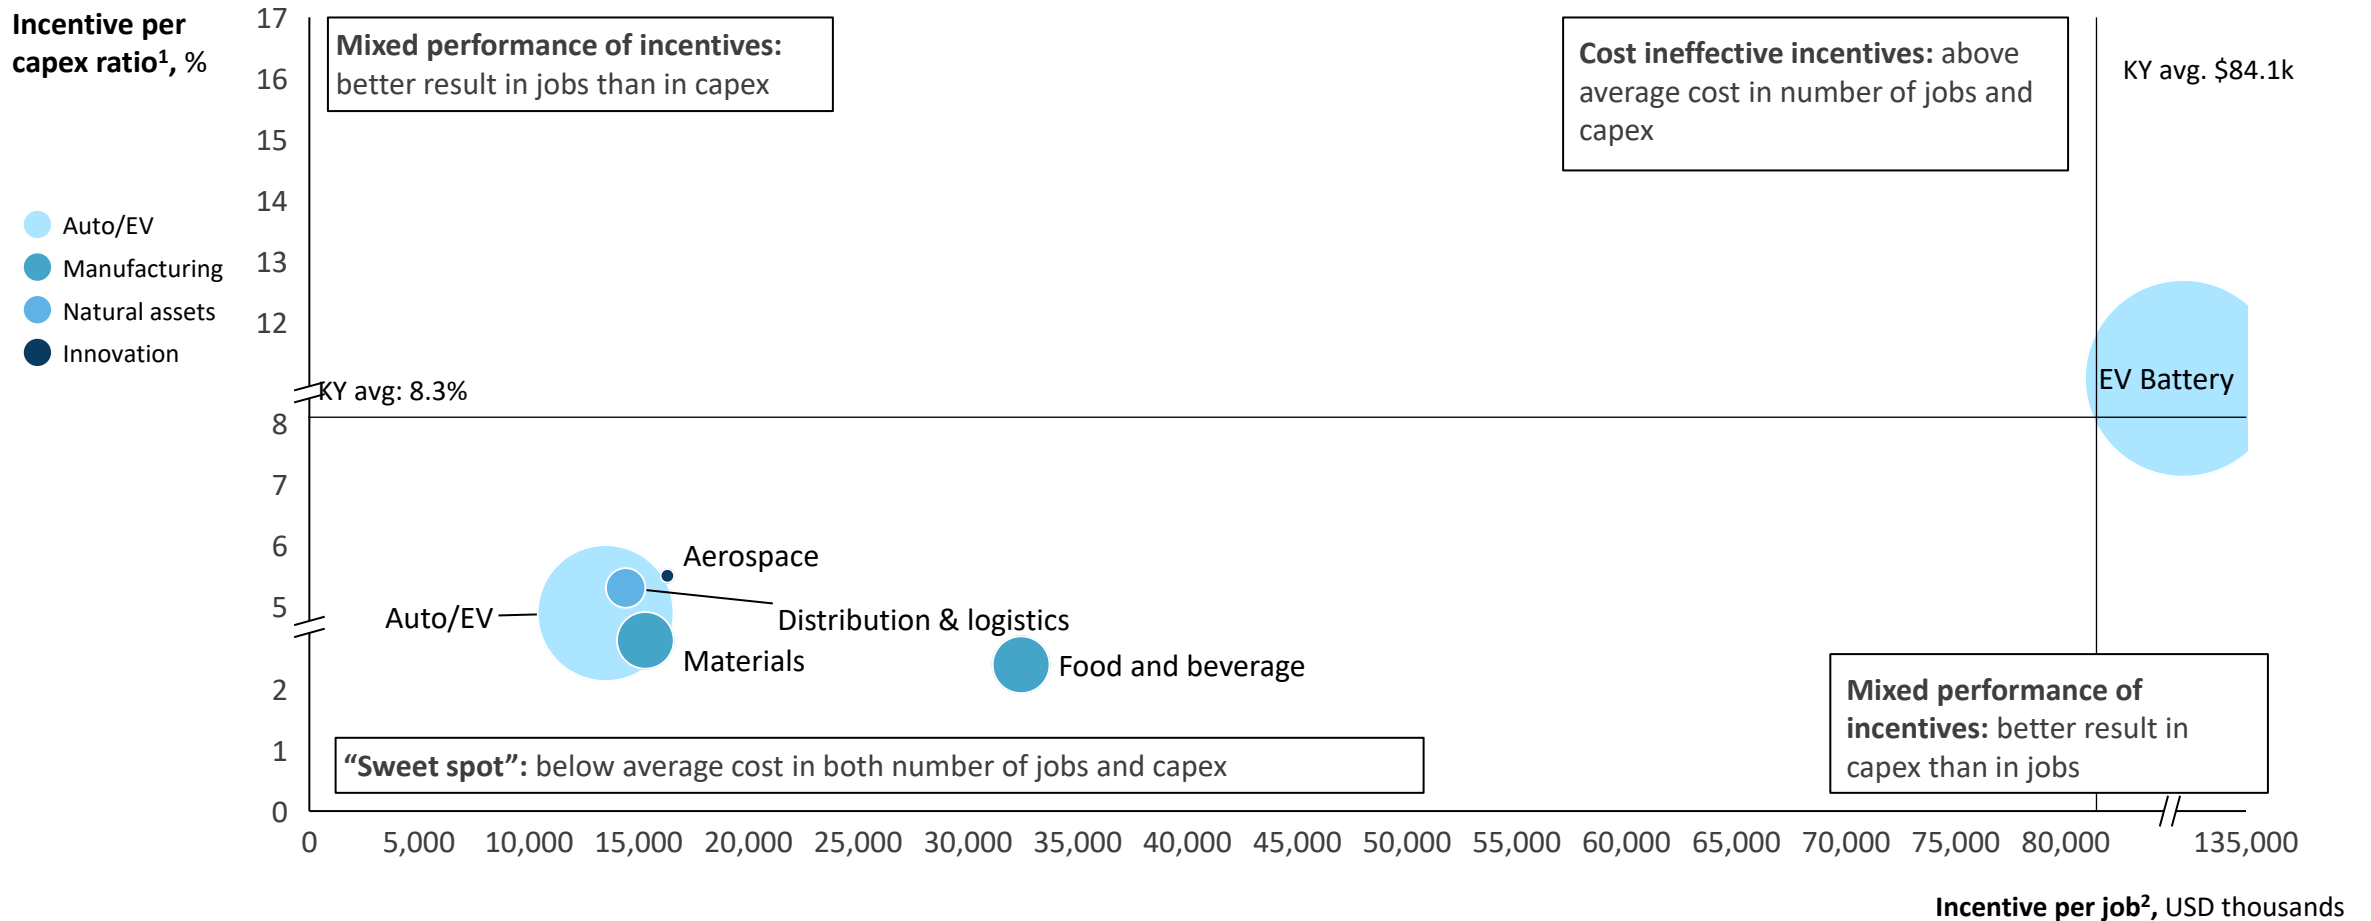 Incentive per
capex ratio¹, %
17
16
15
14
13
12
8
7
6
5
2
1
0
Mixed performance of incentives:
better result in jobs than in capex
Cost ineffective incentives: above
average cost in number of jobs and
capex
KY avg. $84.1k
Auto/EV
Manufacturing
Natural assets
Innovation
KY avg: 8.3%
EV Battery
Aerospace
Auto/EV
Distribution & logistics
Materials
Food and beverage
"Sweet spot": below average cost in both number of jobs and capex
Mixed performance of
incentives: better result in
capex than in jobs
0 5,000 10,000 15,000 20,000 25,000 30,000 35,000 40,000 45,000 50,000 55,000 60,000 65,000 70,000 75,000 80,000 135,000
Incentive per job², USD thousands